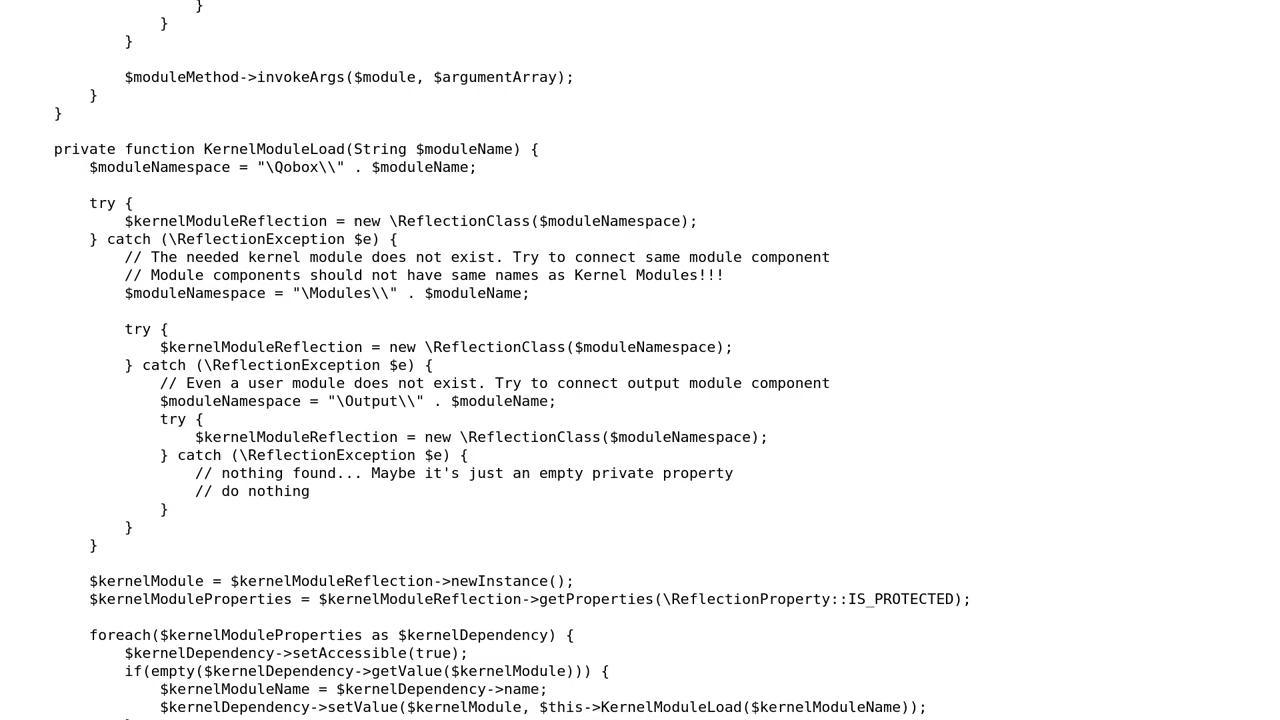 }
            }
        }

        $moduleMethod->invokeArgs($module, $argumentArray);
    }
}

private function KernelModuleLoad(String $moduleName) {
    $moduleNamespace = "\Qobox\\" . $moduleName;

    try {
        $kernelModuleReflection = new \ReflectionClass($moduleNamespace);
    } catch (\ReflectionException $e) {
        // The needed kernel module does not exist. Try to connect same module component
        // Module components should not have same names as Kernel Modules!!!
        $moduleNamespace = "\Modules\\" . $moduleName;

        try {
            $kernelModuleReflection = new \ReflectionClass($moduleNamespace);
        } catch (\ReflectionException $e) {
            // Even a user module does not exist. Try to connect output module component
            $moduleNamespace = "\Output\\" . $moduleName;
            try {
                $kernelModuleReflection = new \ReflectionClass($moduleNamespace);
            } catch (\ReflectionException $e) {
                // nothing found... Maybe it's just an empty private property
                // do nothing
            }
        }
    }

    $kernelModule = $kernelModuleReflection->newInstance();
    $kernelModuleProperties = $kernelModuleReflection->getProperties(\ReflectionProperty::IS_PROTECTED);

    foreach($kernelModuleProperties as $kernelDependency) {
        $kernelDependency->setAccessible(true);
        if(empty($kernelDependency->getValue($kernelModule))) {
            $kernelModuleName = $kernelDependency->name;
            $kernelDependency->setValue($kernelModule, $this->KernelModuleLoad($kernelModuleName));
        }